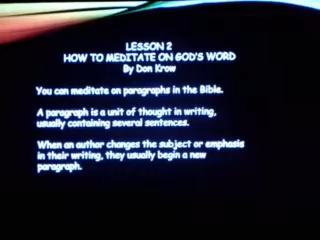 LESSON 2
HOW TO MEDITATE ON GOD'S WORD
By Don Krow
You can meditate on paragraphs in the Bible.
A paragraph is a unit of thought in writing,
usually containing several sentences.
When an author changes the subject or emphasis
in their writing, they usually begin a new
paragraph.